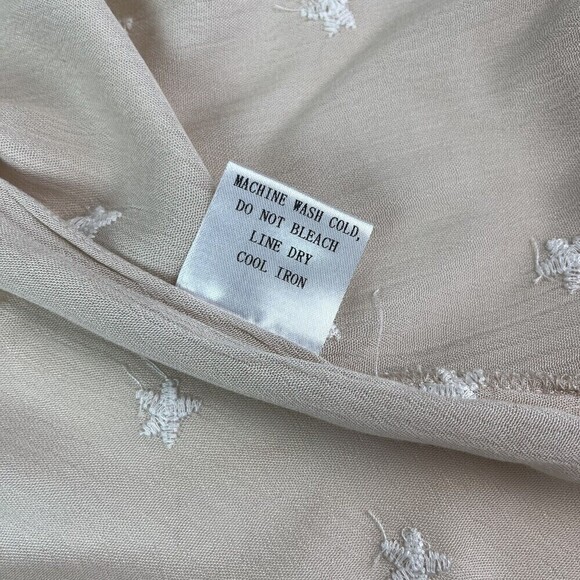 MACHINE WASH COLD,
DO NOT BLEACH
LINE DRY
COOL IRON